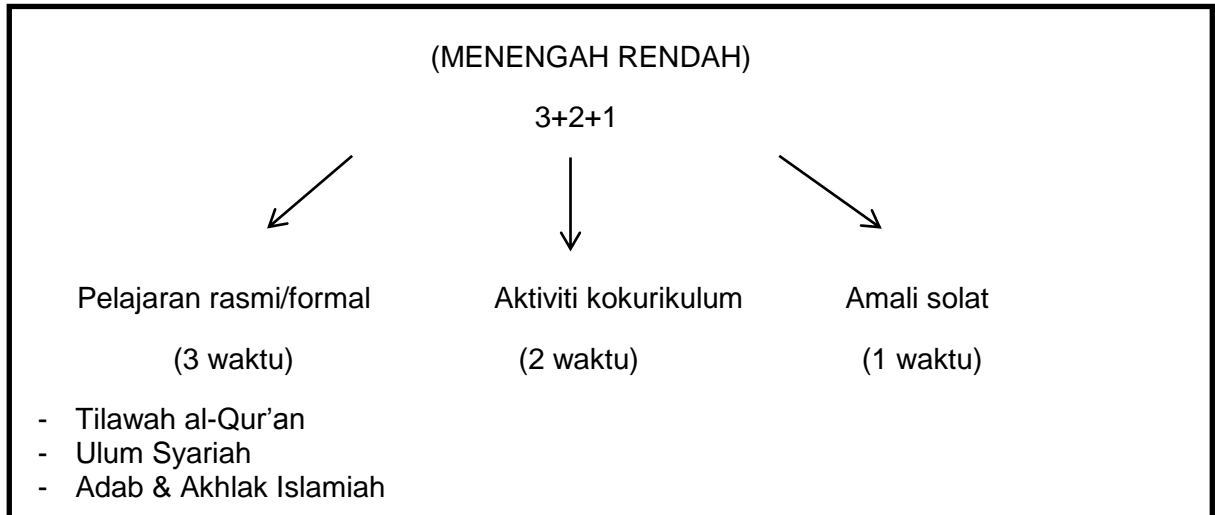 (MENENGAH RENDAH)
3+2+1
Pelajaran rasmi/formal Aktiviti kokurikulum Amali solat
(3 waktu) (2 waktu) (1 waktu)
- Tilawah al-Qur’an
- Ulum Syariah
- Adab & Akhlak Islamiah